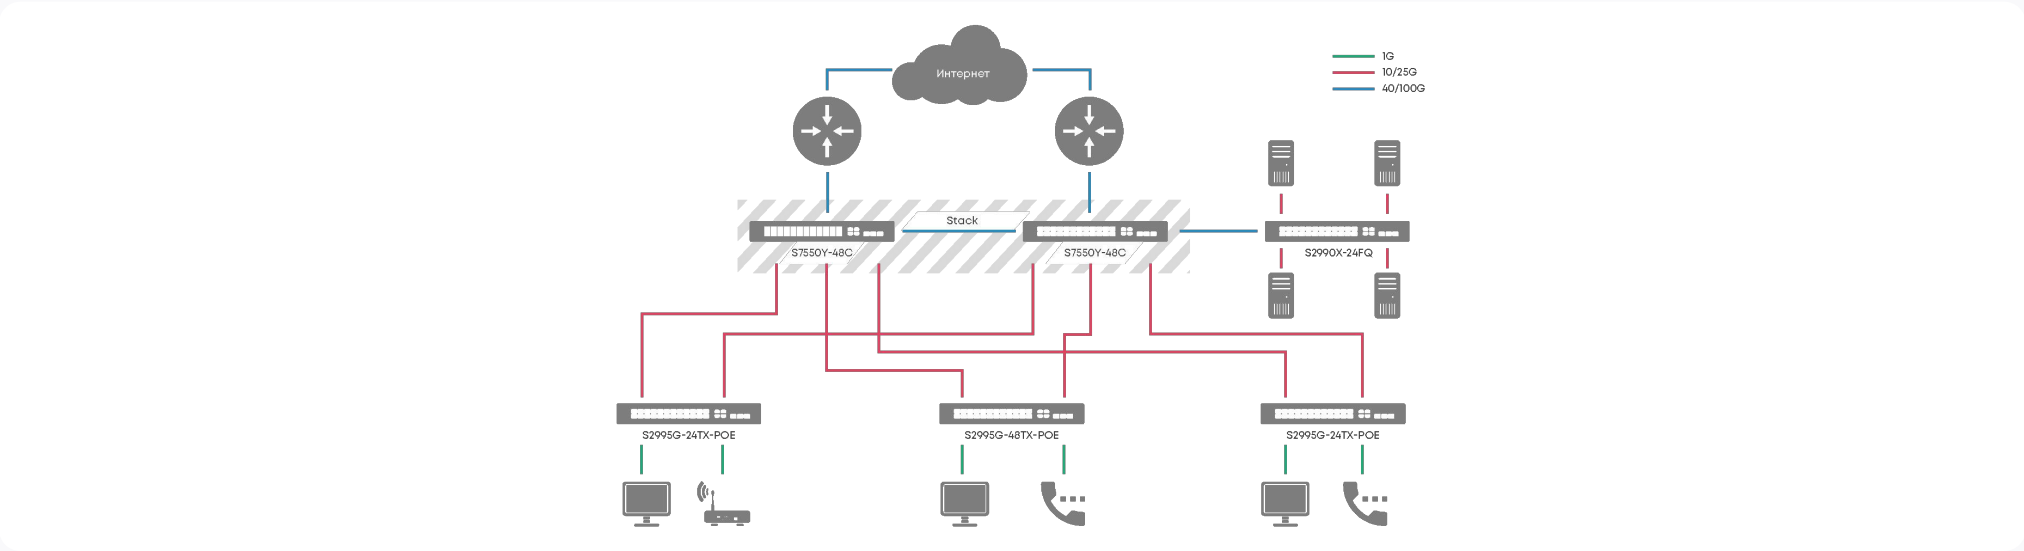 Интернет
1G
10/25G
40/100G
Stack
S7550Y-48C
S7550Y-48C
S2990X-24FQ
S2995G-24TX-POE
S2995G-48TX-POE
S2995G-24TX-POE